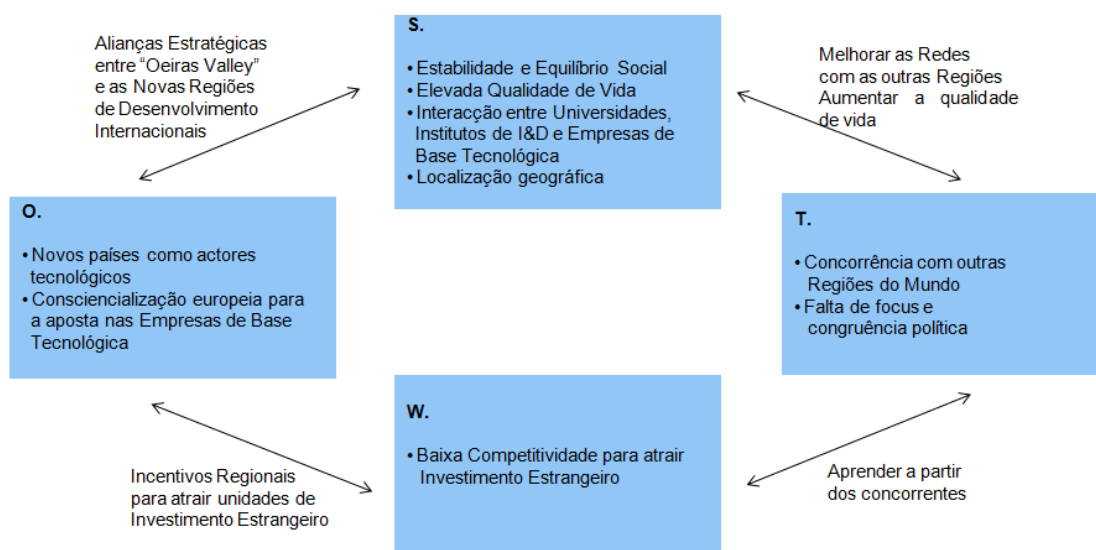 Alianças Estratégicas
entre “Oeiras Valley”
e as Novas Regiões
de Desenvolvimento
Internacionais
S.
• Estabilidade e Equilíbrio Social
• Elevada Qualidade de Vida
• Interacção entre Universidades,
Institutos de I&D e Empresas de
Base Tecnológica
• Localização geográfica
Melhorar as Redes
com as outras Regiões
Aumentar a qualidade
de vida
O.
• Novos países como actores
tecnológicos
• Consciencialização europeia para
a aposta nas Empresas de Base
Tecnológica
T.
• Concorrência com outras
Regiões do Mundo
• Falta de focus e
congruência política
W.
• Baixa Competitividade para atrair
Investimento Estrangeiro
Incentivos Regionais
para atrair unidades de
Investimento Estrangeiro
Aprender a partir
dos concorrentes